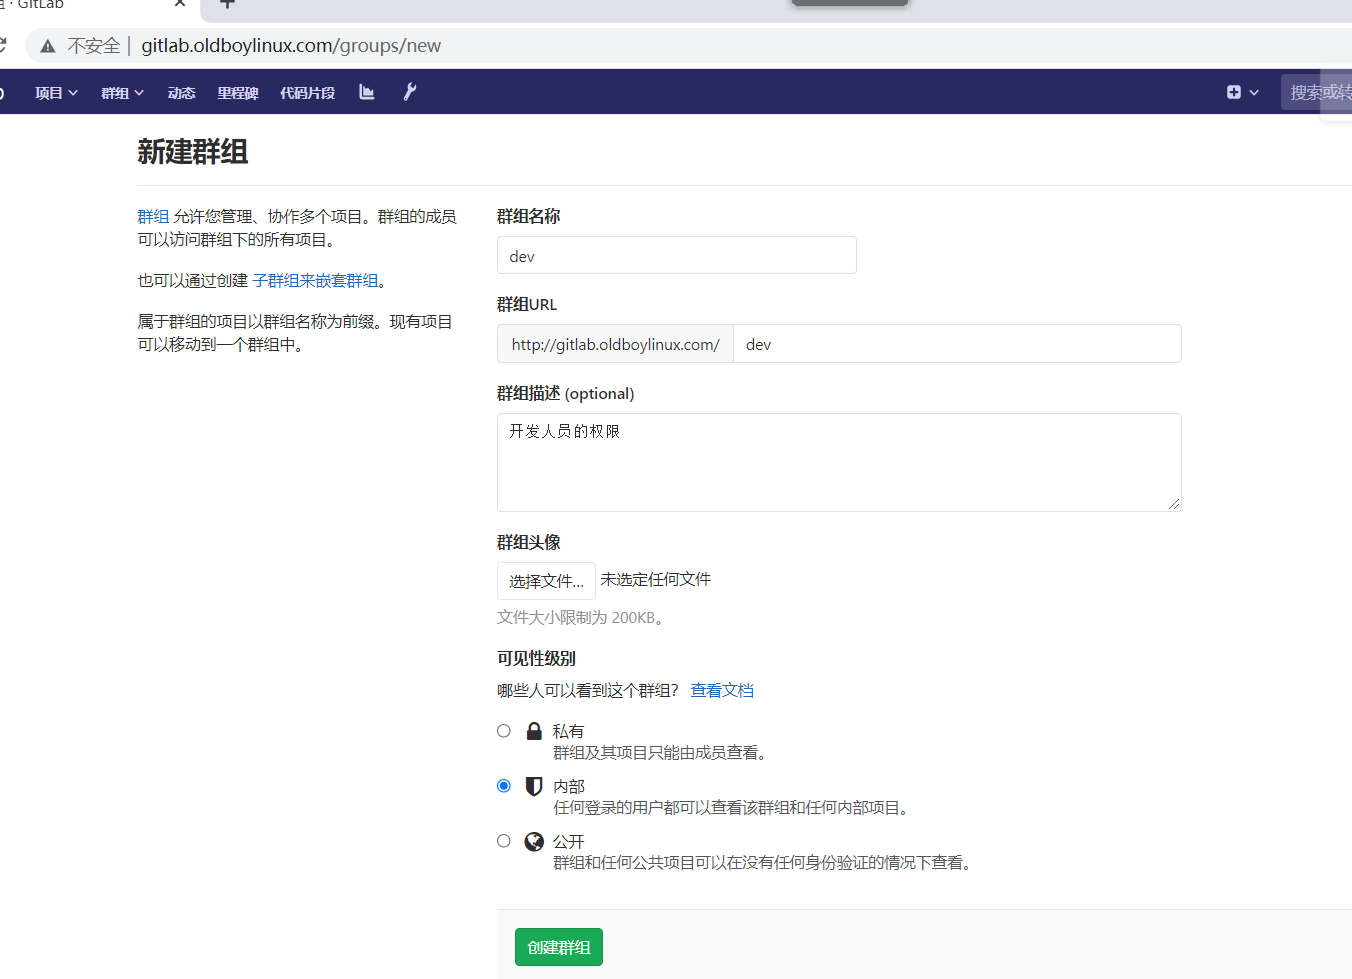 GitLab
不安全 | gitlab.oldboylinux.com/groups/new
项目 群组 动态 里程碑 代码片段 搜索或转
新建群组
群组 允许您管理、协作多个项目。群组的成员
可以访问群组下的所有项目。
也可以通过创建 子群组来嵌套群组。
属于群组的项目以群组名称为前缀。现有项目
可以移动到一个群组中。
群组名称
dev
群组URL
http://gitlab.oldboylinux.com/ dev
群组描述 (optional)
开发人员的权限
群组头像
选择文件... 未选定任何文件
文件大小限制为 200KB。
可见性级别
哪些人可以看到这个群组? 查看文档
私有
群组及其项目只能由成员查看。
内部
任何登录的用户都可以查看该群组和任何内部项目。
公开
群组和任何公共项目可以在没有任何身份验证的情况下查看。
创建群组